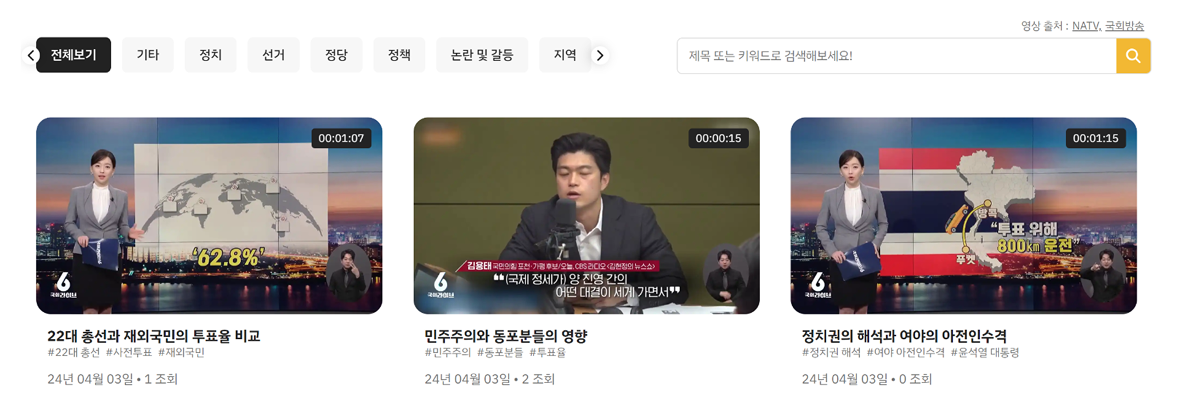 영상 출처 : NATV, 국회방송
전체보기 기타 정치 선거 정당 정책 논란 및 갈등 지역
제목 또는 키워드로 검색해보세요!
00:01:07
‘62.8%’
6
국회라이브
22대 총선과 재외국민의 투표율 비교
#22대 총선 #사전투표 #재외국민
24년 04월 03일 • 1 조회
00:00:15
김용태 국민의힘 포천·가평 후보/오늘, CBS 라디오 <김현정의 뉴스쇼>
“(국제 정세가) 양 진영 간의
어떤 대결이 세게 가면서”
6
국회라이브
민주주의와 동포분들의 영향
#민주주의 #동포분들 #투표율
24년 04월 03일 • 2 조회
00:01:15
방콕
“투표 위해
800km 운전”
푸껫
6
국회라이브
정치권의 해석과 여야의 아전인수격
#정치권 해석 #여야 아전인수격 #윤석열 대통령
24년 04월 03일 • 0 조회